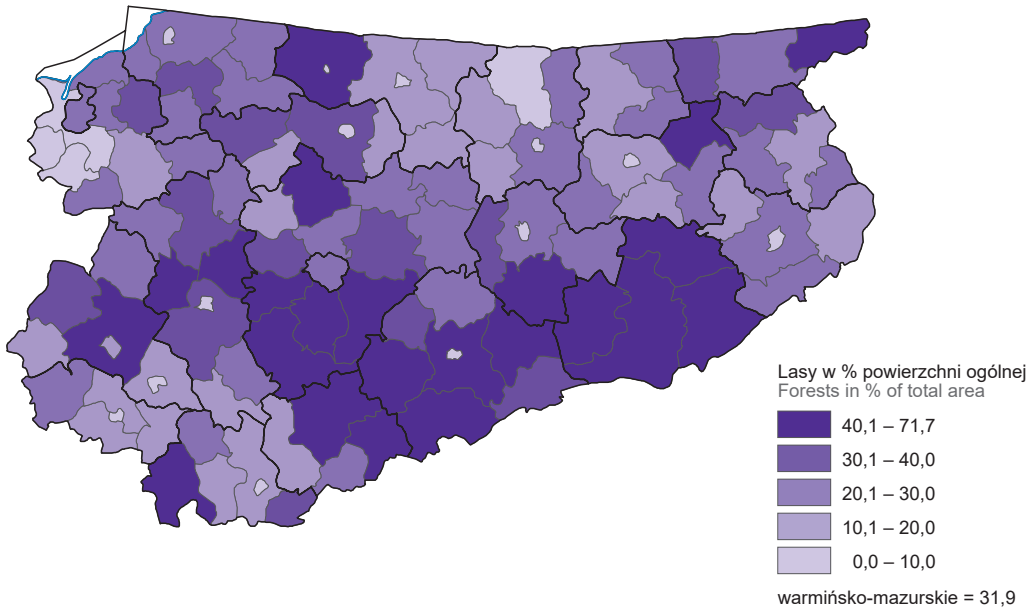 Lasy w % powierzchni ogólnej
Forests in % of total area
40,1 – 71,7
30,1 – 40,0
20,1 – 30,0
10,1 – 20,0
0,0 – 10,0
warmińsko-mazurskie = 31,9